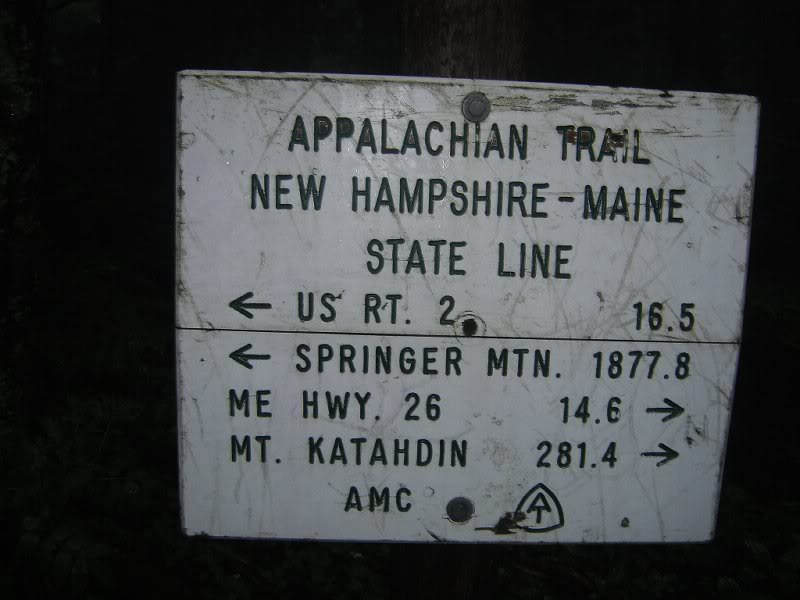 APPALACHIAN TRAIL
NEW HAMPSHIRE-MAINE
STATE LINE
← US RT. 2 16.5
← SPRINGER MTN. 1877.8
ME HWY. 26 14.6 →
MT. KATAHDIN 281.4 →
AMC